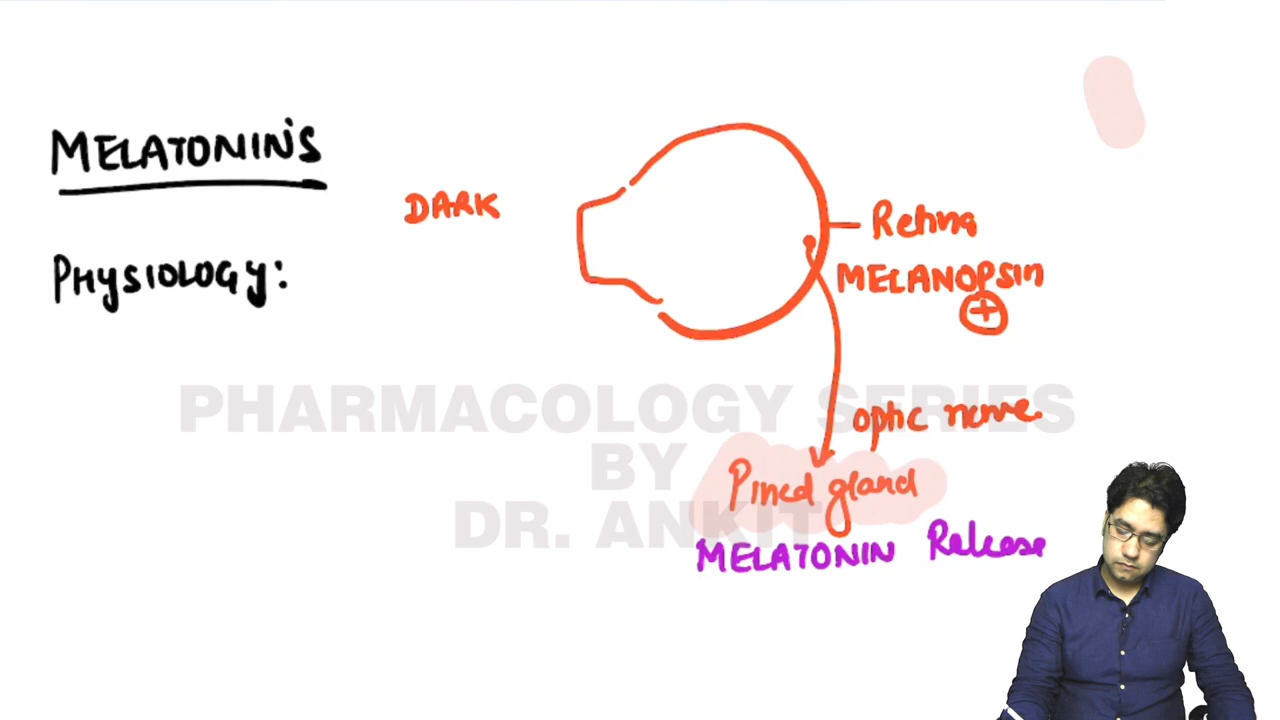 MELATONIN'S
PHYSIOLOGY:
DARK
Retina
MELANOPSIN
+
optic nerve
Pineal gland
MELATONIN Release
PHARMACOLOGY SERIES
BY
DR. ANKIT